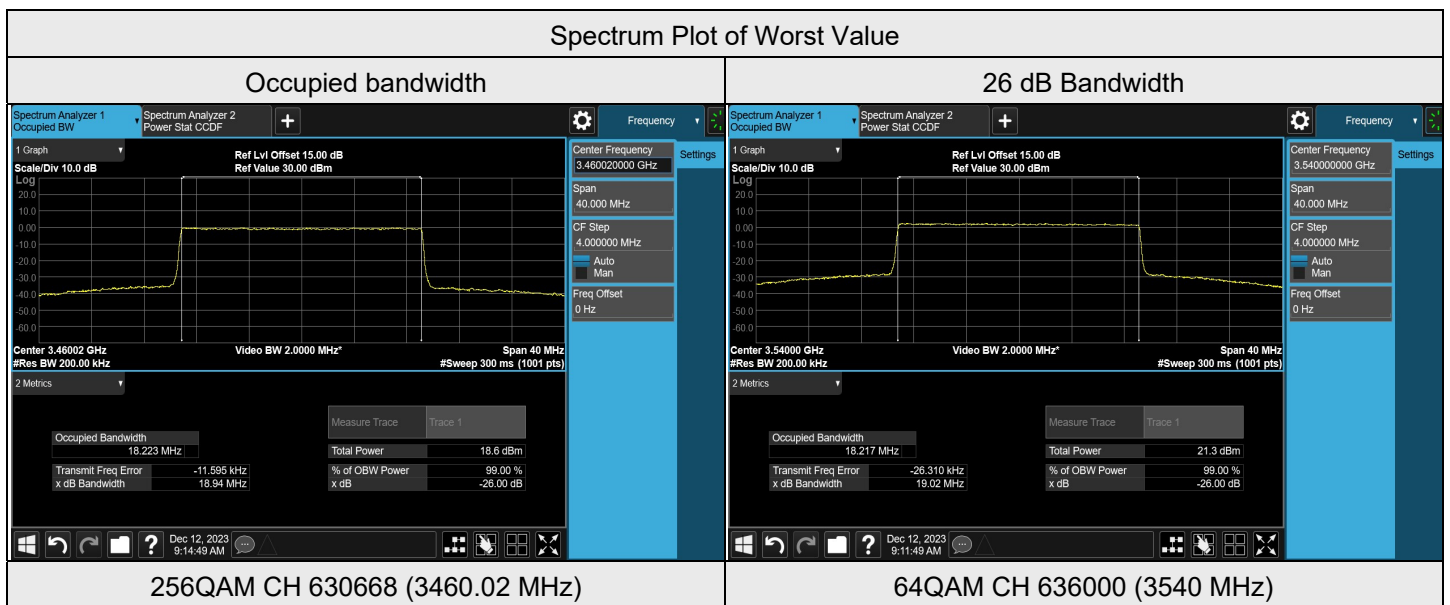 Spectrum Plot of Worst Value
Occupied bandwidth
26 dB Bandwidth
Spectrum Analyzer 1
Occupied BW
Spectrum Analyzer 2
Power Stat CCDF
Frequency
1 Graph
Scale/Div 10.0 dB
Ref Lvl Offset 15.00 dB
Ref Value 30.00 dBm
Log
20.0
10.0
0.00
-10.0
-20.0
-30.0
-40.0
-50.0
-60.0
Center 3.46002 GHz
#Res BW 200.00 kHz
Video BW 2.0000 MHz*
Span 40 MHz
#Sweep 300 ms (1001 pts)
Center Frequency
3.460020000 GHz
Settings
Span
40.000 MHz
CF Step
4.000000 MHz
Auto
Man
Freq Offset
0 Hz
2 Metrics
Measure Trace Trace 1
Occupied Bandwidth
18.223 MHz
Total Power 18.6 dBm
Transmit Freq Error -11.595 kHz
% of OBW Power 99.00 %
x dB Bandwidth 18.94 MHz
x dB -26.00 dB
?
Dec 12, 2023
9:14:49 AM
Spectrum Analyzer 1
Occupied BW
Spectrum Analyzer 2
Power Stat CCDF
Frequency
1 Graph
Scale/Div 10.0 dB
Ref Lvl Offset 15.00 dB
Ref Value 30.00 dBm
Log
20.0
10.0
0.00
-10.0
-20.0
-30.0
-40.0
-50.0
-60.0
Center 3.54000 GHz
#Res BW 200.00 kHz
Video BW 2.0000 MHz*
Span 40 MHz
#Sweep 300 ms (1001 pts)
Center Frequency
3.540000000 GHz
Settings
Span
40.000 MHz
CF Step
4.000000 MHz
Auto
Man
Freq Offset
0 Hz
2 Metrics
Measure Trace Trace 1
Occupied Bandwidth
18.217 MHz
Total Power 21.3 dBm
Transmit Freq Error -26.310 kHz
% of OBW Power 99.00 %
x dB Bandwidth 19.02 MHz
x dB -26.00 dB
?
Dec 12, 2023
9:11:49 AM
256QAM CH 630668 (3460.02 MHz)
64QAM CH 636000 (3540 MHz)